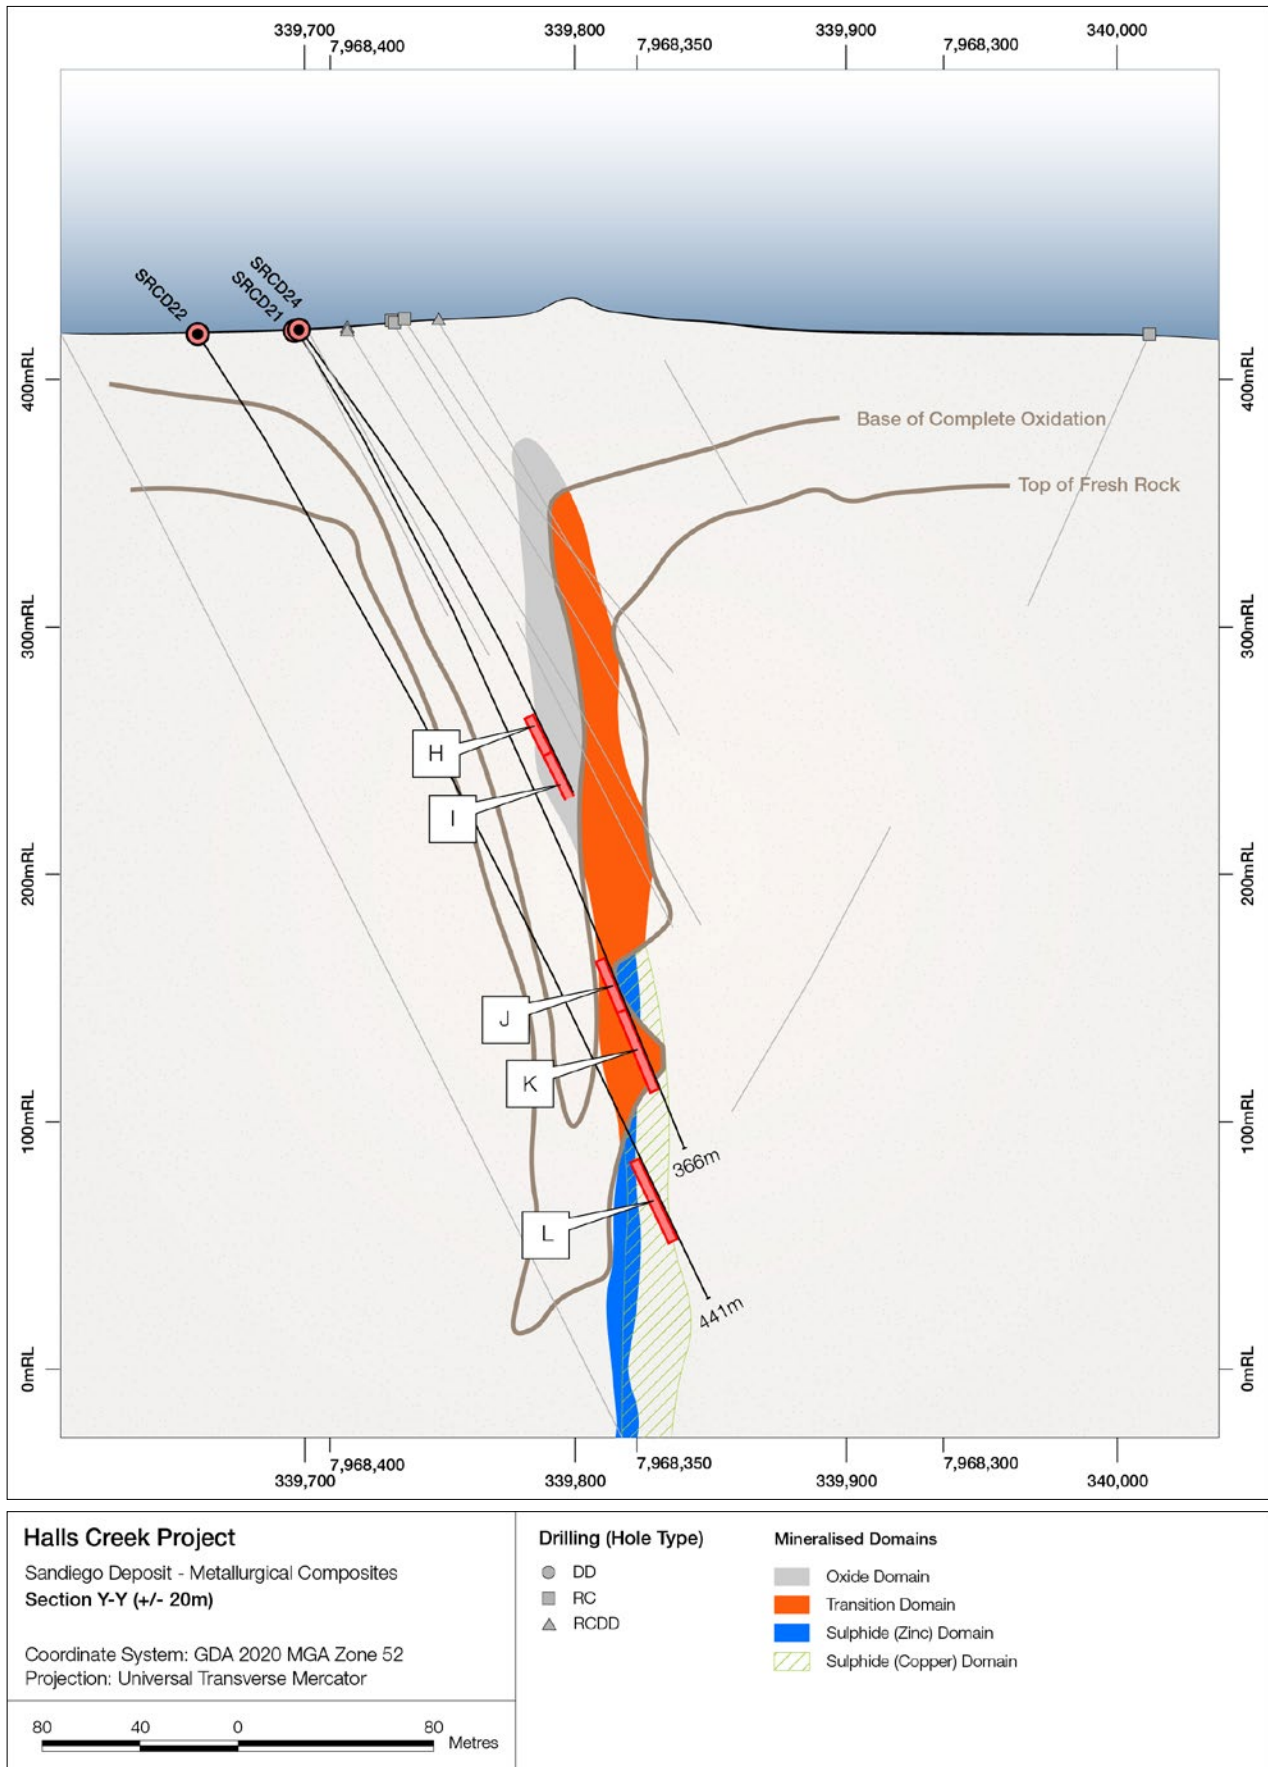 339,700
339,800
339,900
340,000
7,968,400
7,968,350
7,968,300
SRCD22
SRCD21
SRCD24
400mRL
400mRL
Base of Complete Oxidation
Top of Fresh Rock
300mRL
300mRL
H
I
200mRL
200mRL
J
K
100mRL
100mRL
366m
L
441m
0mRL
0mRL
7,968,400
7,968,350
7,968,300
339,700
339,800
339,900
340,000
Halls Creek Project
Sandiego Deposit - Metallurgical Composites
Section Y-Y (+/- 20m)
Coordinate System: GDA 2020 MGA Zone 52
Projection: Universal Transverse Mercator
80 40 0 80 Metres
Drilling (Hole Type)
DD
RC
RCDD
Mineralised Domains
Oxide Domain
Transition Domain
Sulphide (Zinc) Domain
Sulphide (Copper) Domain